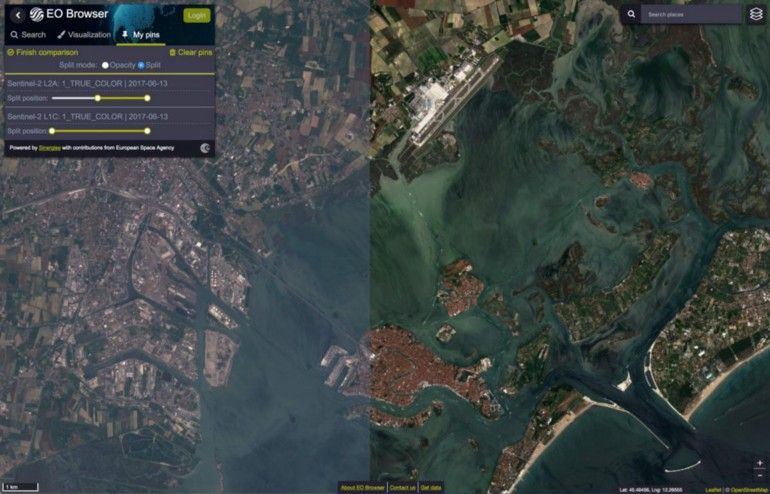 EO Browser
Login
Search Visualization My pins
Finish comparison Clear pins
Split mode: Opacity Split
Sentinel-2 L2A: 1_TRUE_COLOR | 2017-06-13
Split position:
Sentinel-2 L1C: 1_TRUE_COLOR | 2017-06-13
Split position:
Powered by Sinergise with contributions from European Space Agency
Search places
1 km
About EO Browser Contact us Get data
Leaflet | © OpenStreetMap